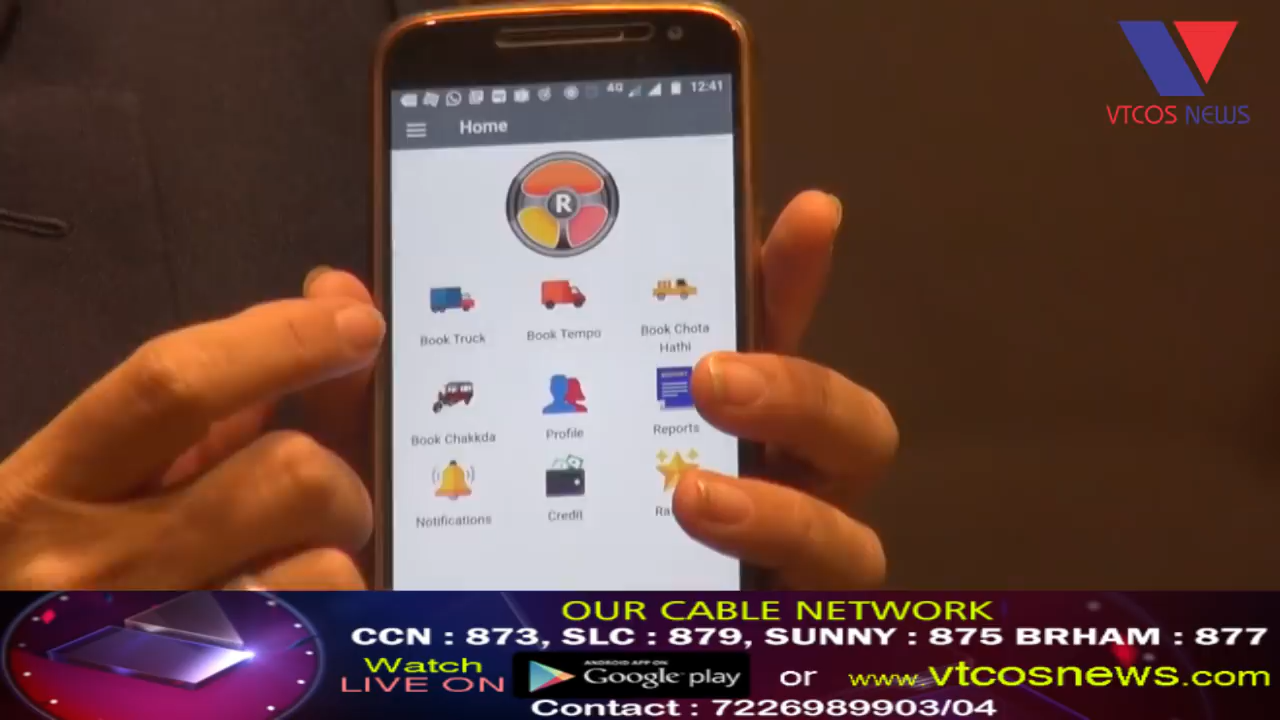 VTCOS NEWS
4G 12:41
Home
R
Book Truck
Book Tempo
Book Chota
Hathi
Book Chakkda
Profile
REPORT
Reports
Notifications
Credit
OUR CABLE NETWORK
CCN : 873, SLC : 879, SUNNY : 875 BRHAM : 877
Watch
LIVE ON
ANDROID APP ON
Google play
or www.vtcosnews.com
Contact : 7226989903/04